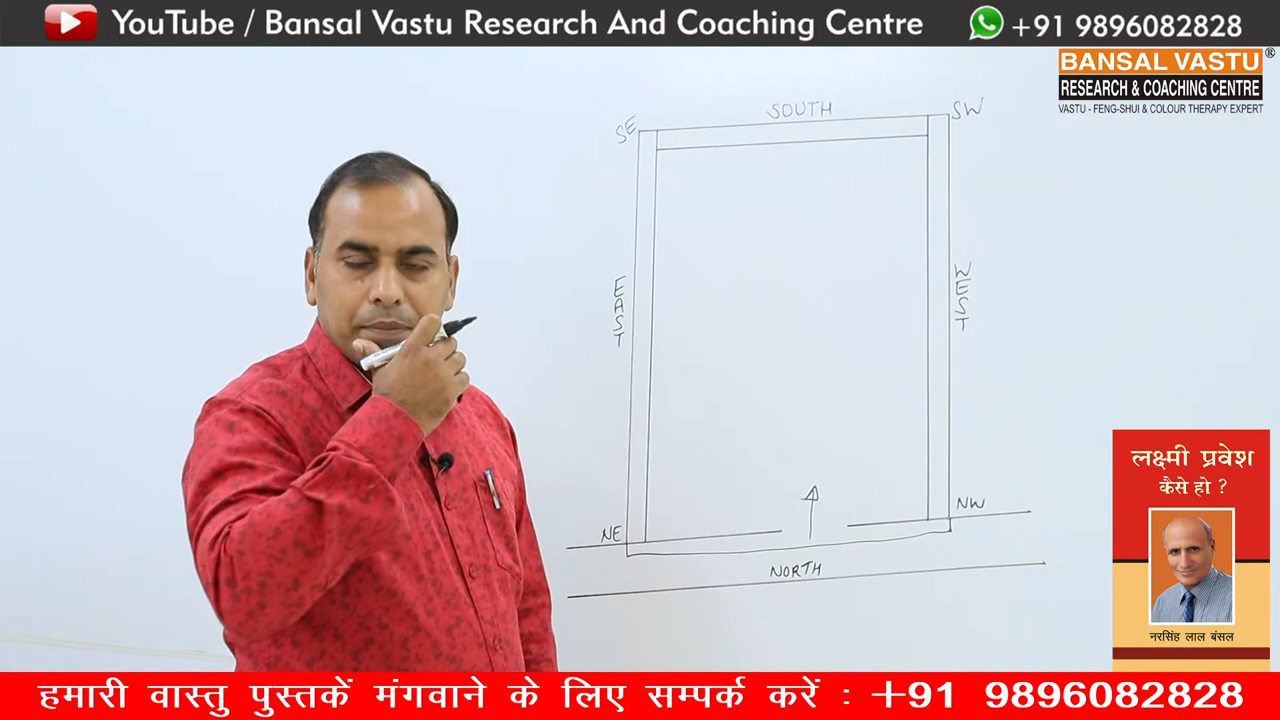 YouTube / Bansal Vastu Research And Coaching Centre
+91 9896082828
BANSAL VASTU®
RESEARCH & COACHING CENTRE
VASTU - FENG-SHUI & COLOUR THERAPY EXPERT
SE
SOUTH
SW
EAST
WEST
NE
NW
NORTH
लक्ष्मी प्रवेश
कैसे हो ?
नरसिंह लाल बंसल
हमारी वास्तु पुस्तकें मंगवाने के लिए सम्पर्क करें : +91 9896082828